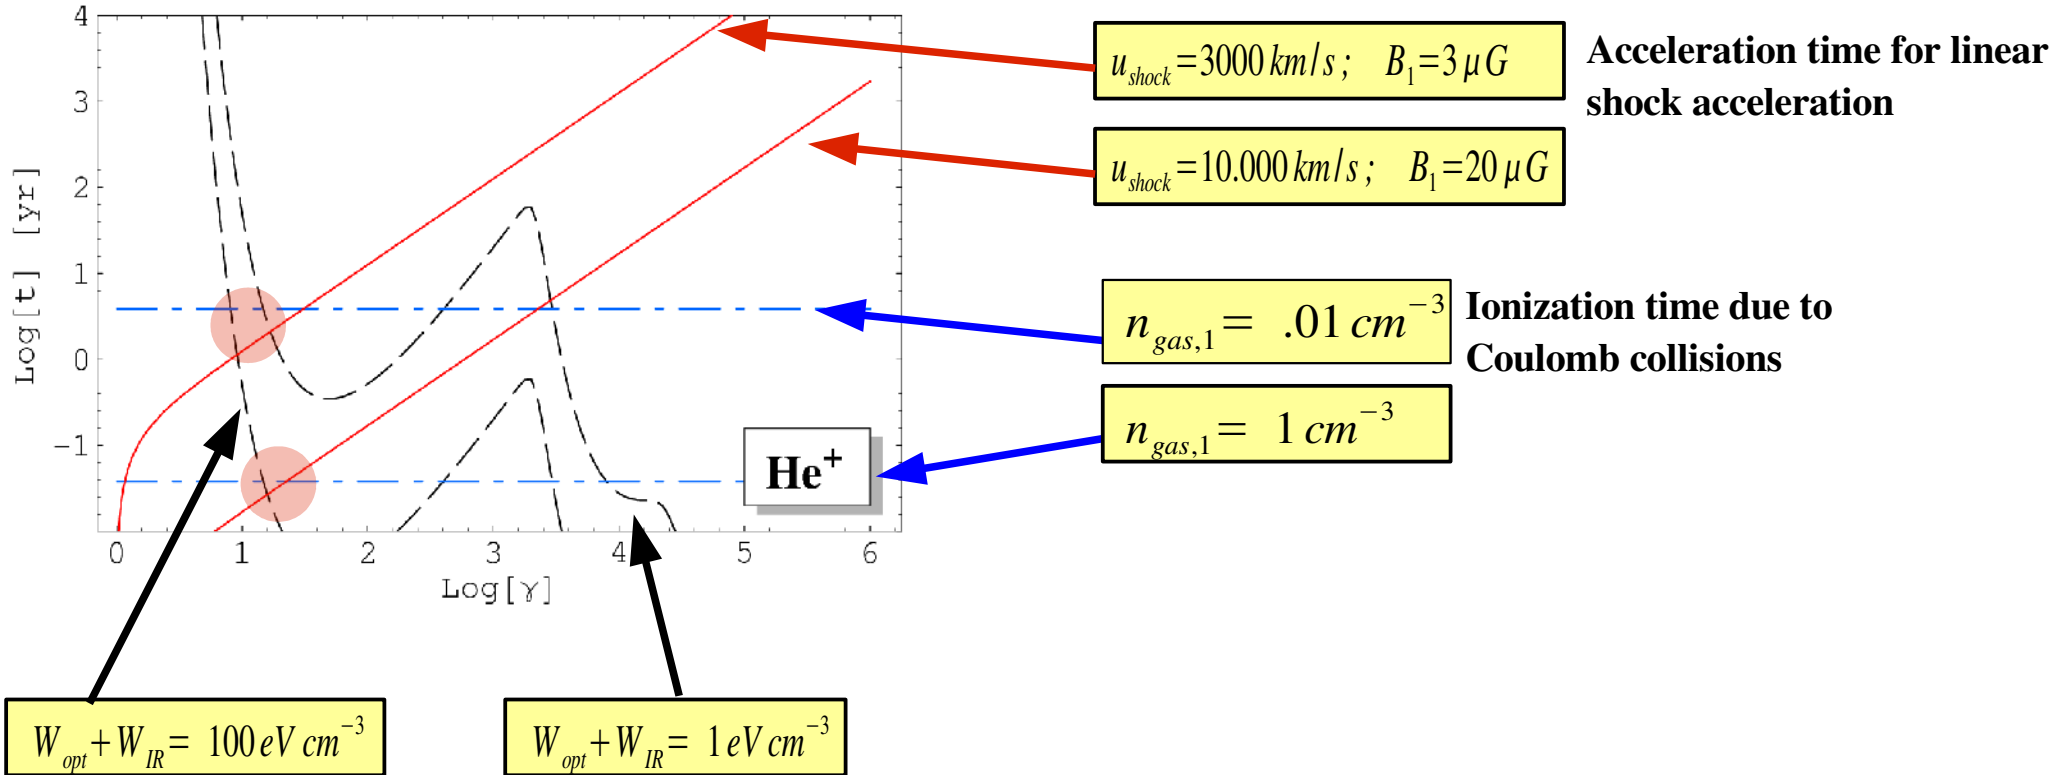 4
3
2
1
0
−1
Log[t] [yr]
0 1 2 3 4 5 6
Log[γ]
He⁺
u_shock=3000 km/s; B₁=3 μG
u_shock=10.000 km/s; B₁=20 μG
Acceleration time for linear
shock acceleration
n_gas,1= .01 cm⁻³
n_gas,1= 1 cm⁻³
Ionization time due to
Coulomb collisions
W_opt+W_IR= 100 eV cm⁻³
W_opt+W_IR= 1 eV cm⁻³